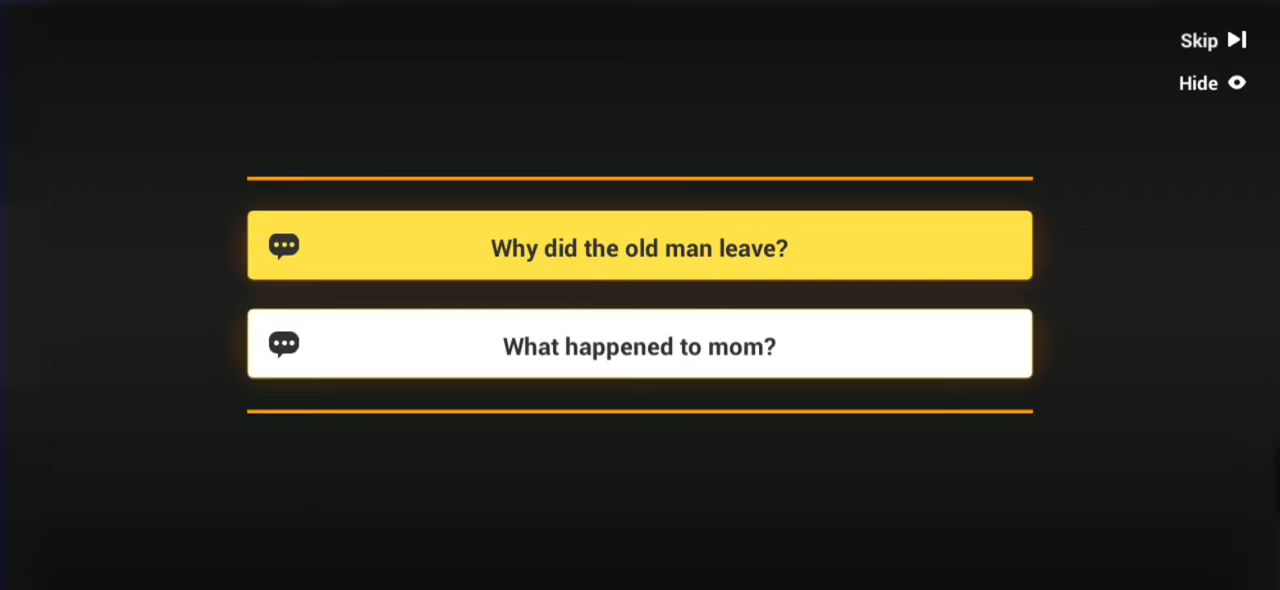 Skip
Hide
Why did the old man leave?
What happened to mom?